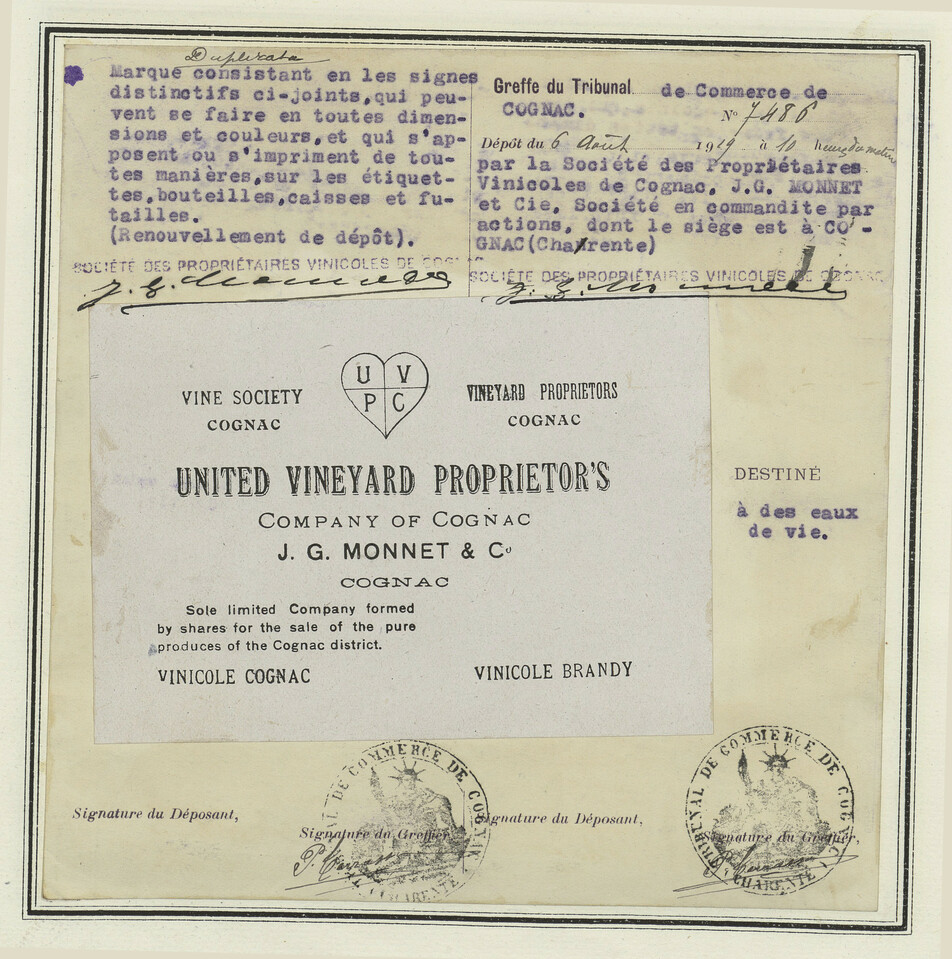 Duplicata
Marque consistant en les signes
distinctifs ci-joints,qui peu-
vent se faire en toutes dimen-
sions et couleurs,et qui s'ap-
posent ou s'impriment de tou-
tes manières,sur les étiquet-
tes,bouteilles,caisses et fu-
tailles.
(Renouvellement de dépôt).
SOCIÉTÉ DES PROPRIÉTAIRES VINICOLES DE COGNAC
J. G. Monnet
Greffe du Tribunal de Commerce de
COGNAC. No 7486
Dépôt du 6 Août 1919 à 10 heures du matin
par la Société des Propriétaires
Vinicoles de Cognac, J.G. MONNET
et Cie, Société en commandite par
actions, dont le siège est à CO-
GNAC(Charente)
SOCIÉTE DES PROPRIÉTAIRES VINICOLES DE COGNAC
J. G. Monnet
U V
P C
VINE SOCIETY
COGNAC
VINEYARD PROPRIETORS
COGNAC
UNITED VINEYARD PROPRIETOR'S
COMPANY OF COGNAC
J. G. MONNET & Co
COGNAC
Sole limited Company formed
by shares for the sale of the pure
produces of the Cognac district.
VINICOLE COGNAC VINICOLE BRANDY
DESTINÉ
à des eaux
de vie.
Signature du Déposant,
Signature du Greffier,
TRIBUNAL DE COMMERCE DE COGNAC
CHARENTE
Signature du Déposant,
Signature du Greffier,
TRIBUNAL DE COMMERCE DE COGNAC
CHARENTE